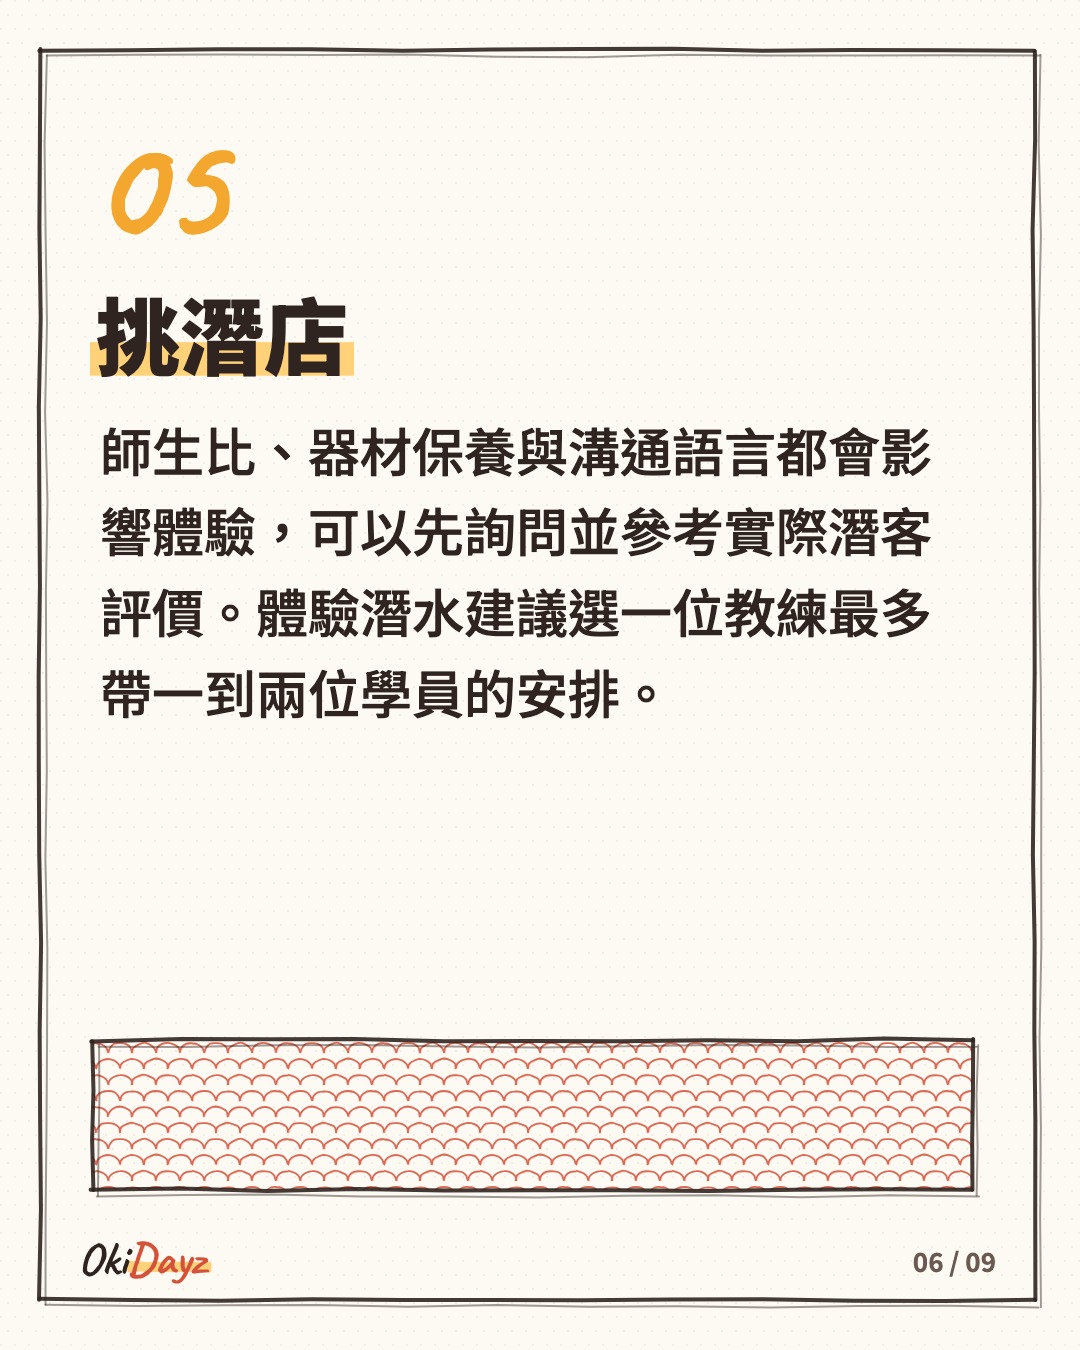 05
挑潛店
師生比、器材保養與溝通語言都會影
響體驗，可以先詢問並參考實際潛客
評價。體驗潛水建議選一位教練最多
帶一到兩位學員的安排。
OkiDayz
06 / 09